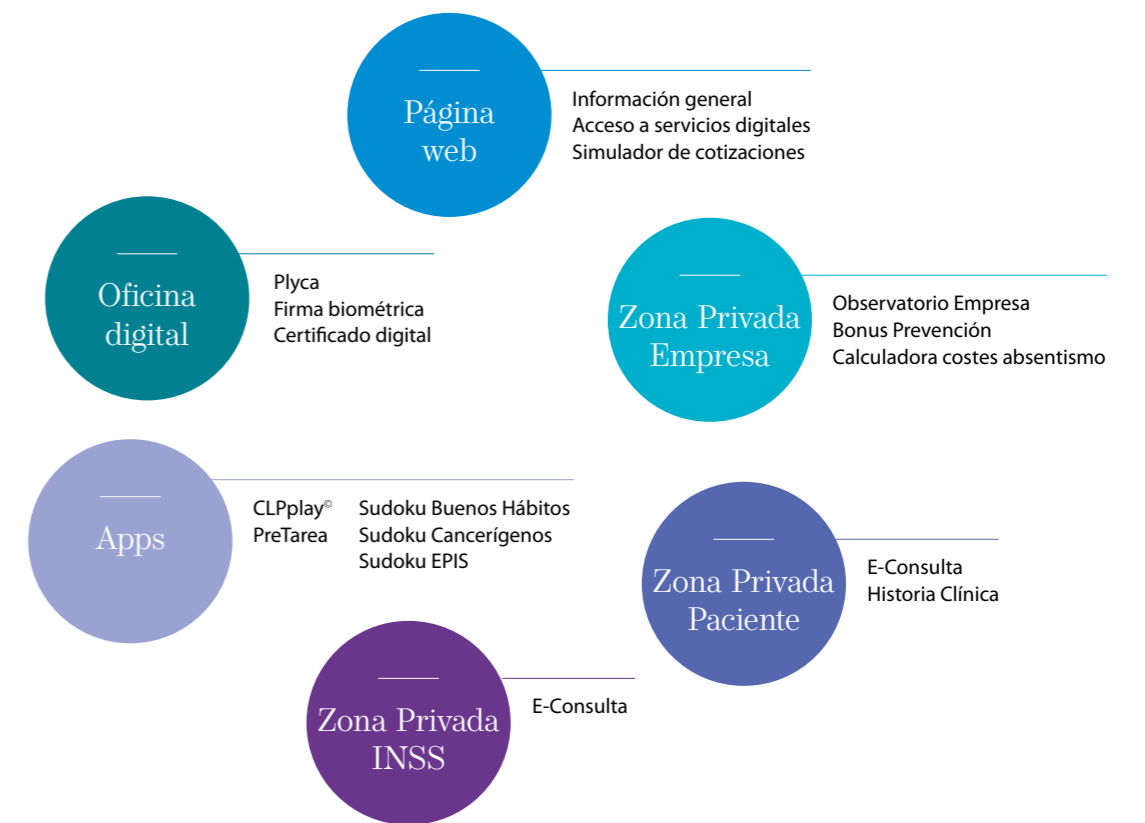 Página
web
Información general
Acceso a servicios digitales
Simulador de cotizaciones
Oficina
digital
Plyca
Firma biométrica
Certificado digital
Zona Privada
Empresa
Observatorio Empresa
Bonus Prevención
Calculadora costes absentismo
Apps
CLPplay©
PreTarea
Sudoku Buenos Hábitos
Sudoku Cancerígenos
Sudoku EPIS
Zona Privada
Paciente
E-Consulta
Historia Clínica
Zona Privada
INSS
E-Consulta